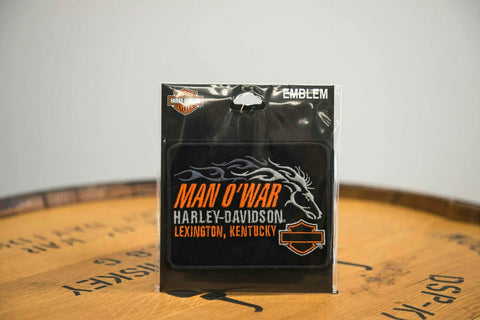 EMBLEM
MAN O'WAR
HARLEY-DAVIDSON
LEXINGTON, KENTUCKY
WHISKEY
DSP-KY